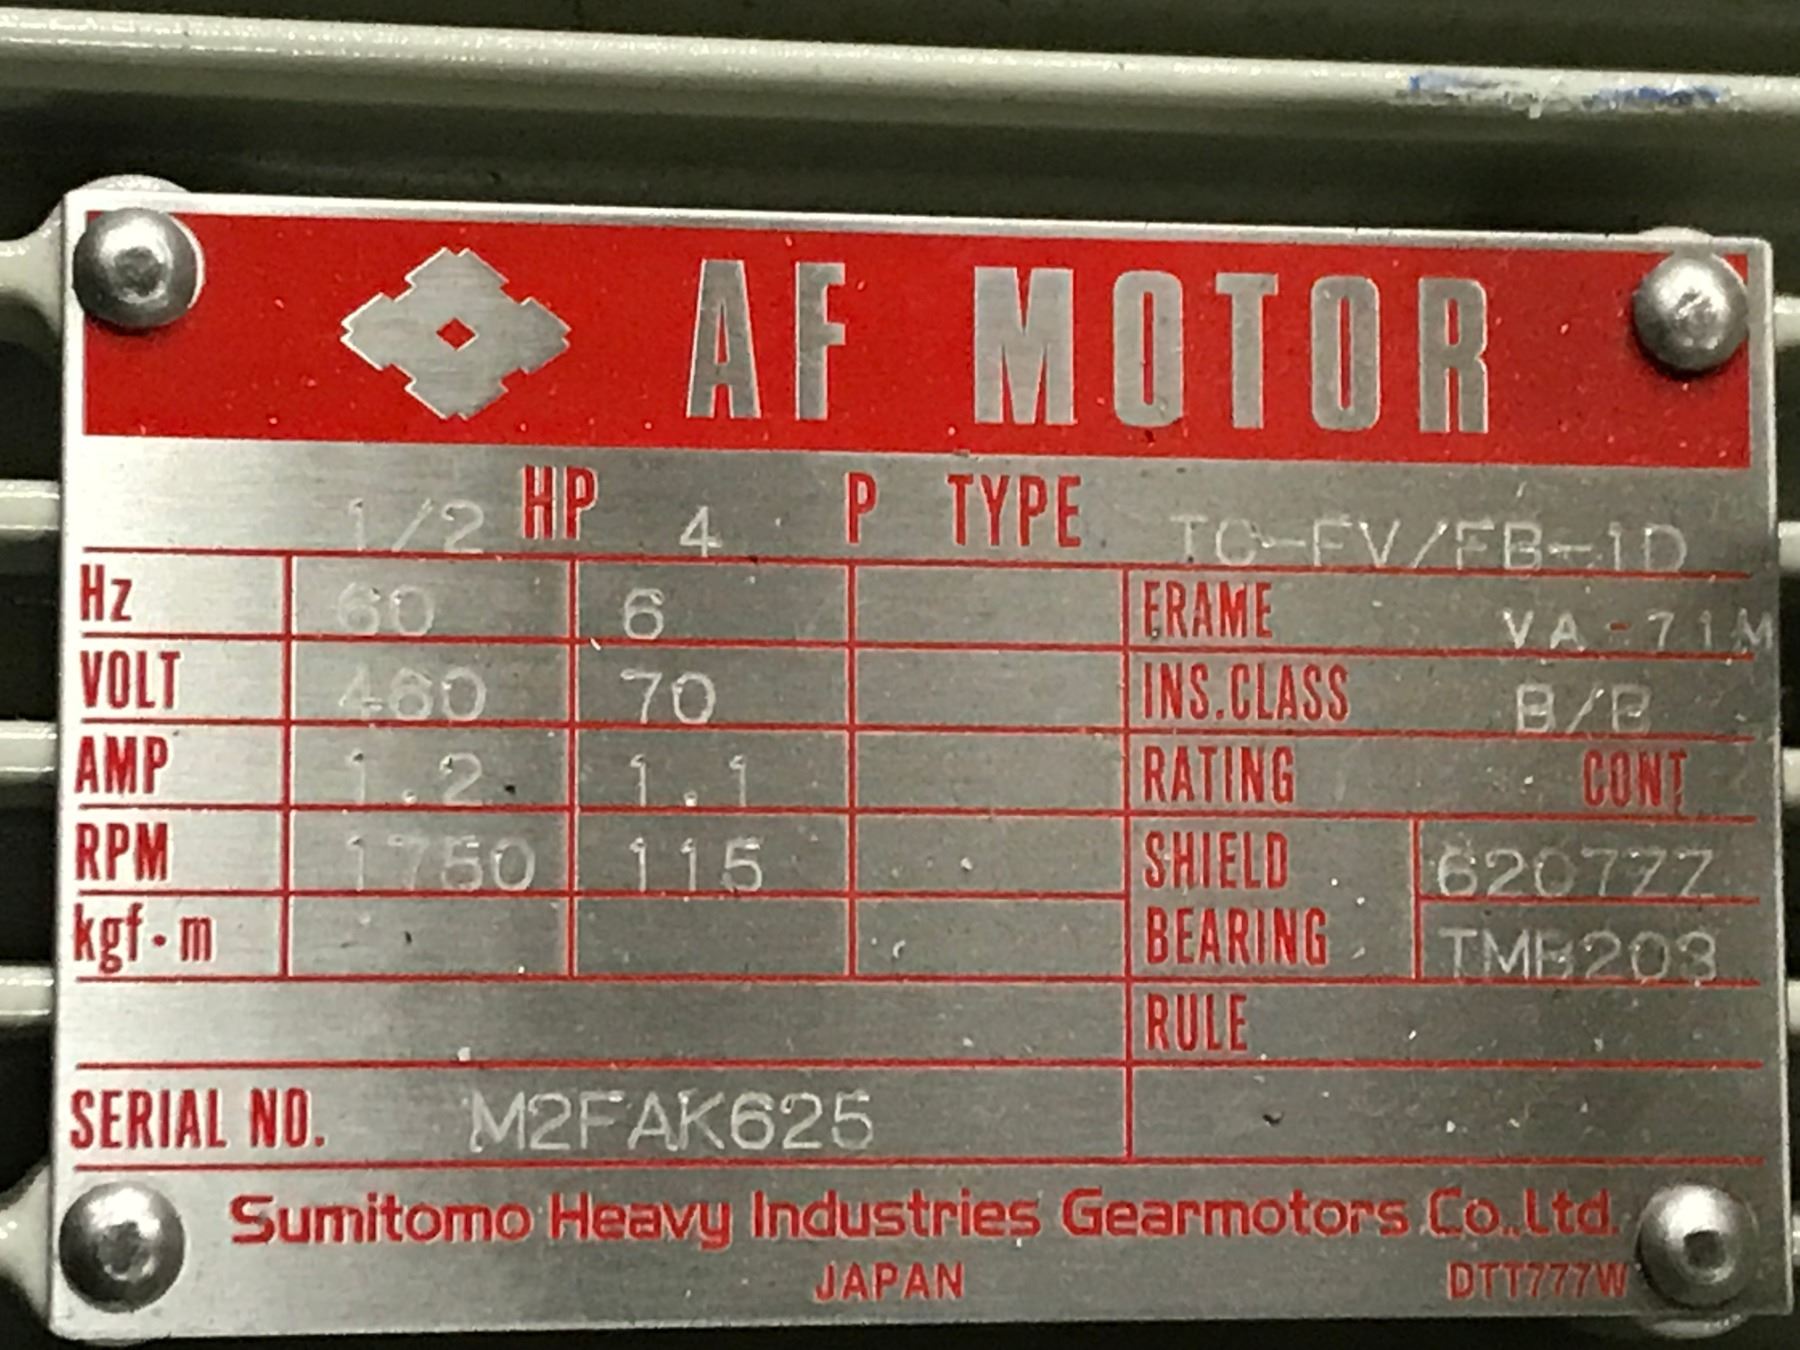 AF MOTOR
1/2 HP 4 P TYPE TC-FV/FB-1D
Hz 60 6 FRAME VA-71M
VOLT 460 70 INS.CLASS B/B
AMP 1.2 1.1 RATING CONT
RPM 1750 115 SHIELD 6207ZZ
kgf·m BEARING TMB203
RULE
SERIAL NO. M2FAK625
Sumitomo Heavy Industries Gearmotors Co.,Ltd.
JAPAN DTT777W